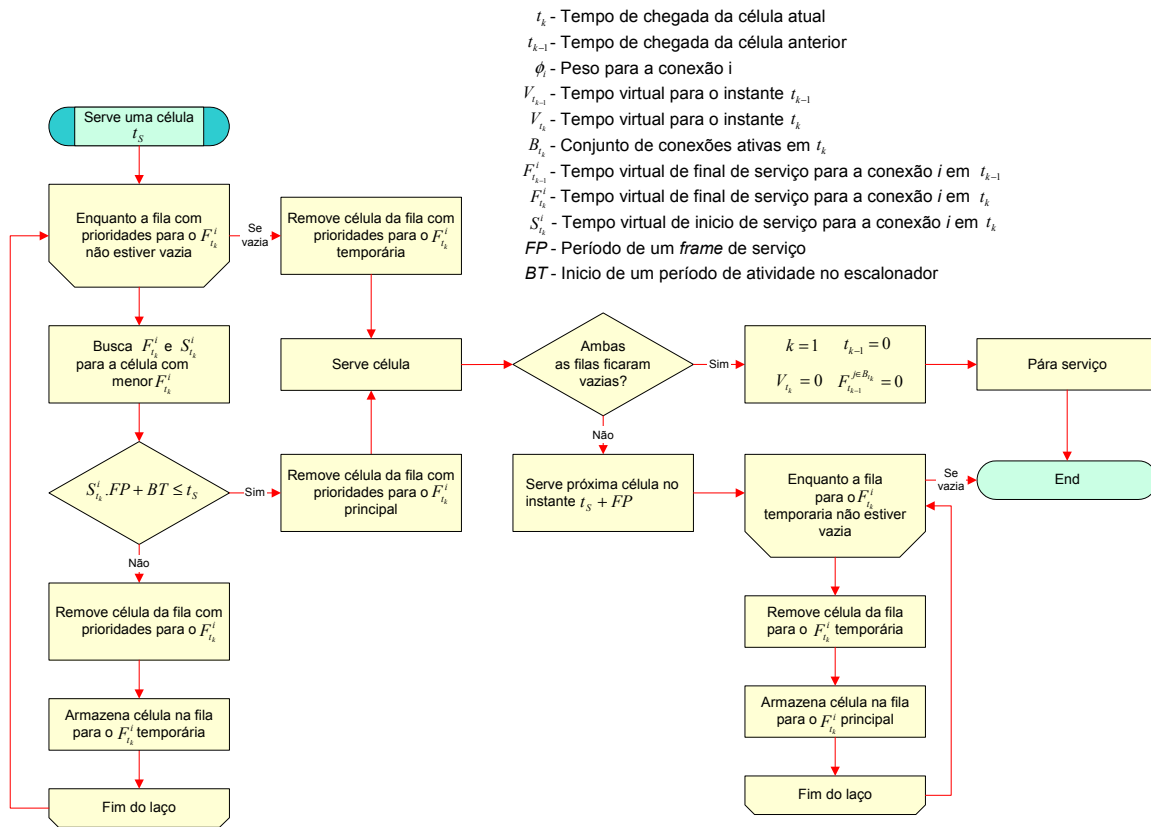 t_k - Tempo de chegada da célula atual
t_{k-1} - Tempo de chegada da célula anterior
ϕ_i - Peso para a conexão i
V_{t_{k-1}} - Tempo virtual para o instante t_{k-1}
V_{t_k} - Tempo virtual para o instante t_k
B_{t_k} - Conjunto de conexões ativas em t_k
F^i_{t_{k-1}} - Tempo virtual de final de serviço para a conexão i em t_{k-1}
F^i_{t_k} - Tempo virtual de final de serviço para a conexão i em t_k
S^i_{t_k} - Tempo virtual de inicio de serviço para a conexão i em t_k
FP - Período de um frame de serviço
BT - Inicio de um período de atividade no escalonador
Serve uma célula
t_S
Enquanto a fila com
prioridades para o F^i_{t_k}
não estiver vazia
Se
vazia
Remove célula da fila com
prioridades para o F^i_{t_k}
temporária
Busca F^i_{t_k} e S^i_{t_k}
para a célula com
menor F^i_{t_k}
Serve célula
Ambas
as filas ficaram
vazias?
Sim
k = 1 t_{k-1} = 0
V_{t_k} = 0 F^{j∈B_{t_k}}_{t_{k-1}} = 0
Pára serviço
S^i_{t_k}.FP + BT ≤ t_S
Sim
Remove célula da fila com
prioridades para o F^i_{t_k}
principal
Não
Serve próxima célula no
instante t_S + FP
Enquanto a fila
para o F^i_{t_k}
temporaria não estiver
vazia
Se
vazia
End
Não
Remove célula da fila com
prioridades para o F^i_{t_k}
Armazena célula na fila
para o F^i_{t_k} temporária
Fim do laço
Remove célula da fila
para o F^i_{t_k} temporária
Armazena célula na fila
para o F^i_{t_k} principal
Fim do laço